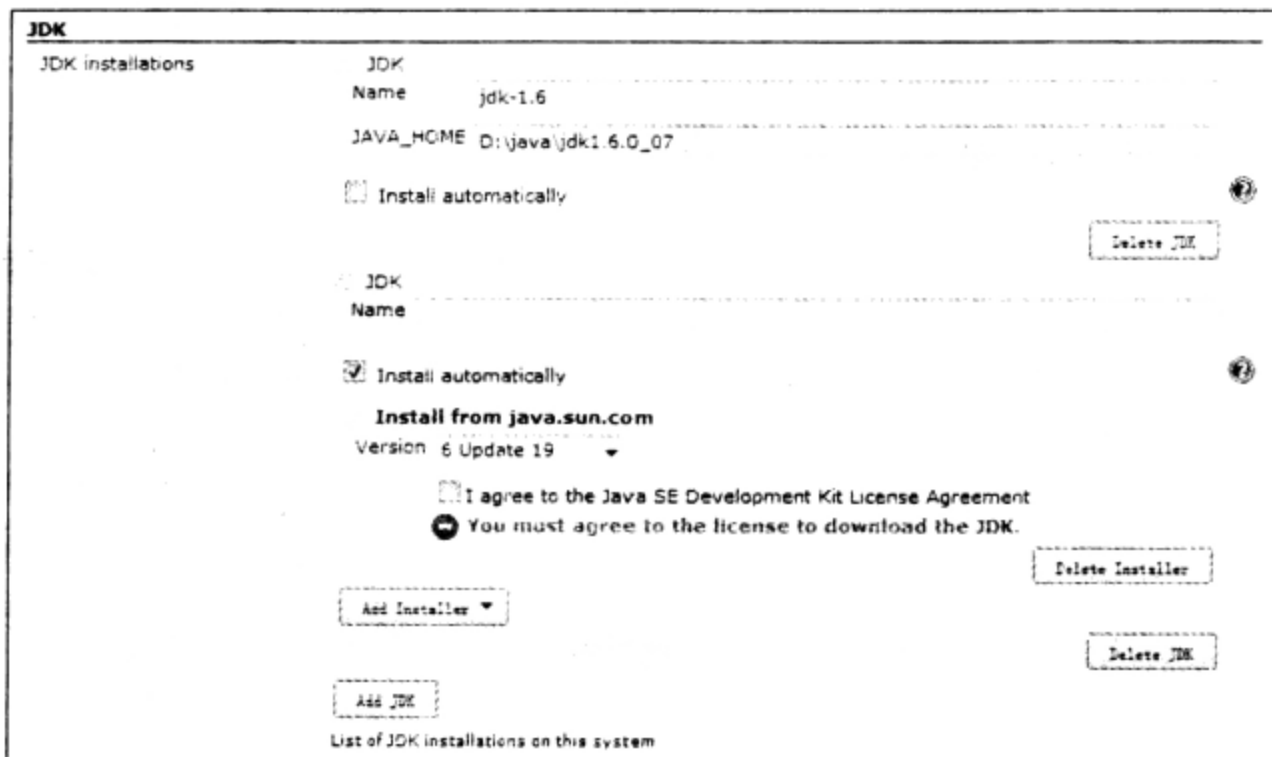 JDK
JDK installations
JDK
Name jdk-1.6
JAVA_HOME D:\java\jdk1.6.0_07
Install automatically
Delete JDK
JDK
Name
Install automatically
Install from java.sun.com
Version 6 Update 19
I agree to the Java SE Development Kit License Agreement
You must agree to the license to download the JDK.
Delete Installer
Add Installer
Delete JDK
Add JDK
List of JDK installations on this system